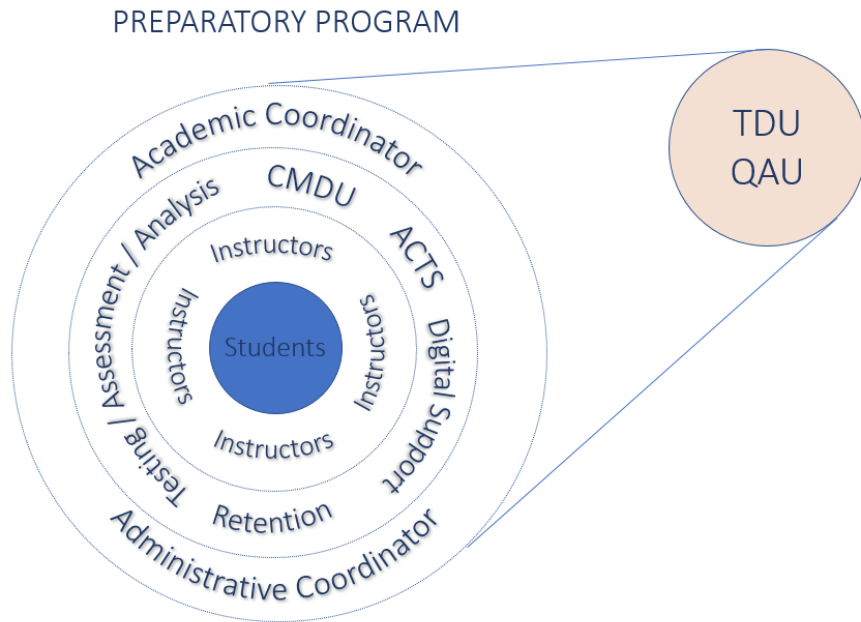 PREPARATORY PROGRAM
TDU
QAU
Academic Coordinator
CMDU
ACTS
Digital Support
Retention
Testing/ Assessment / Analysis
Instructors
Instructors
Instructors
Instructors
Students
Administrative Coordinator